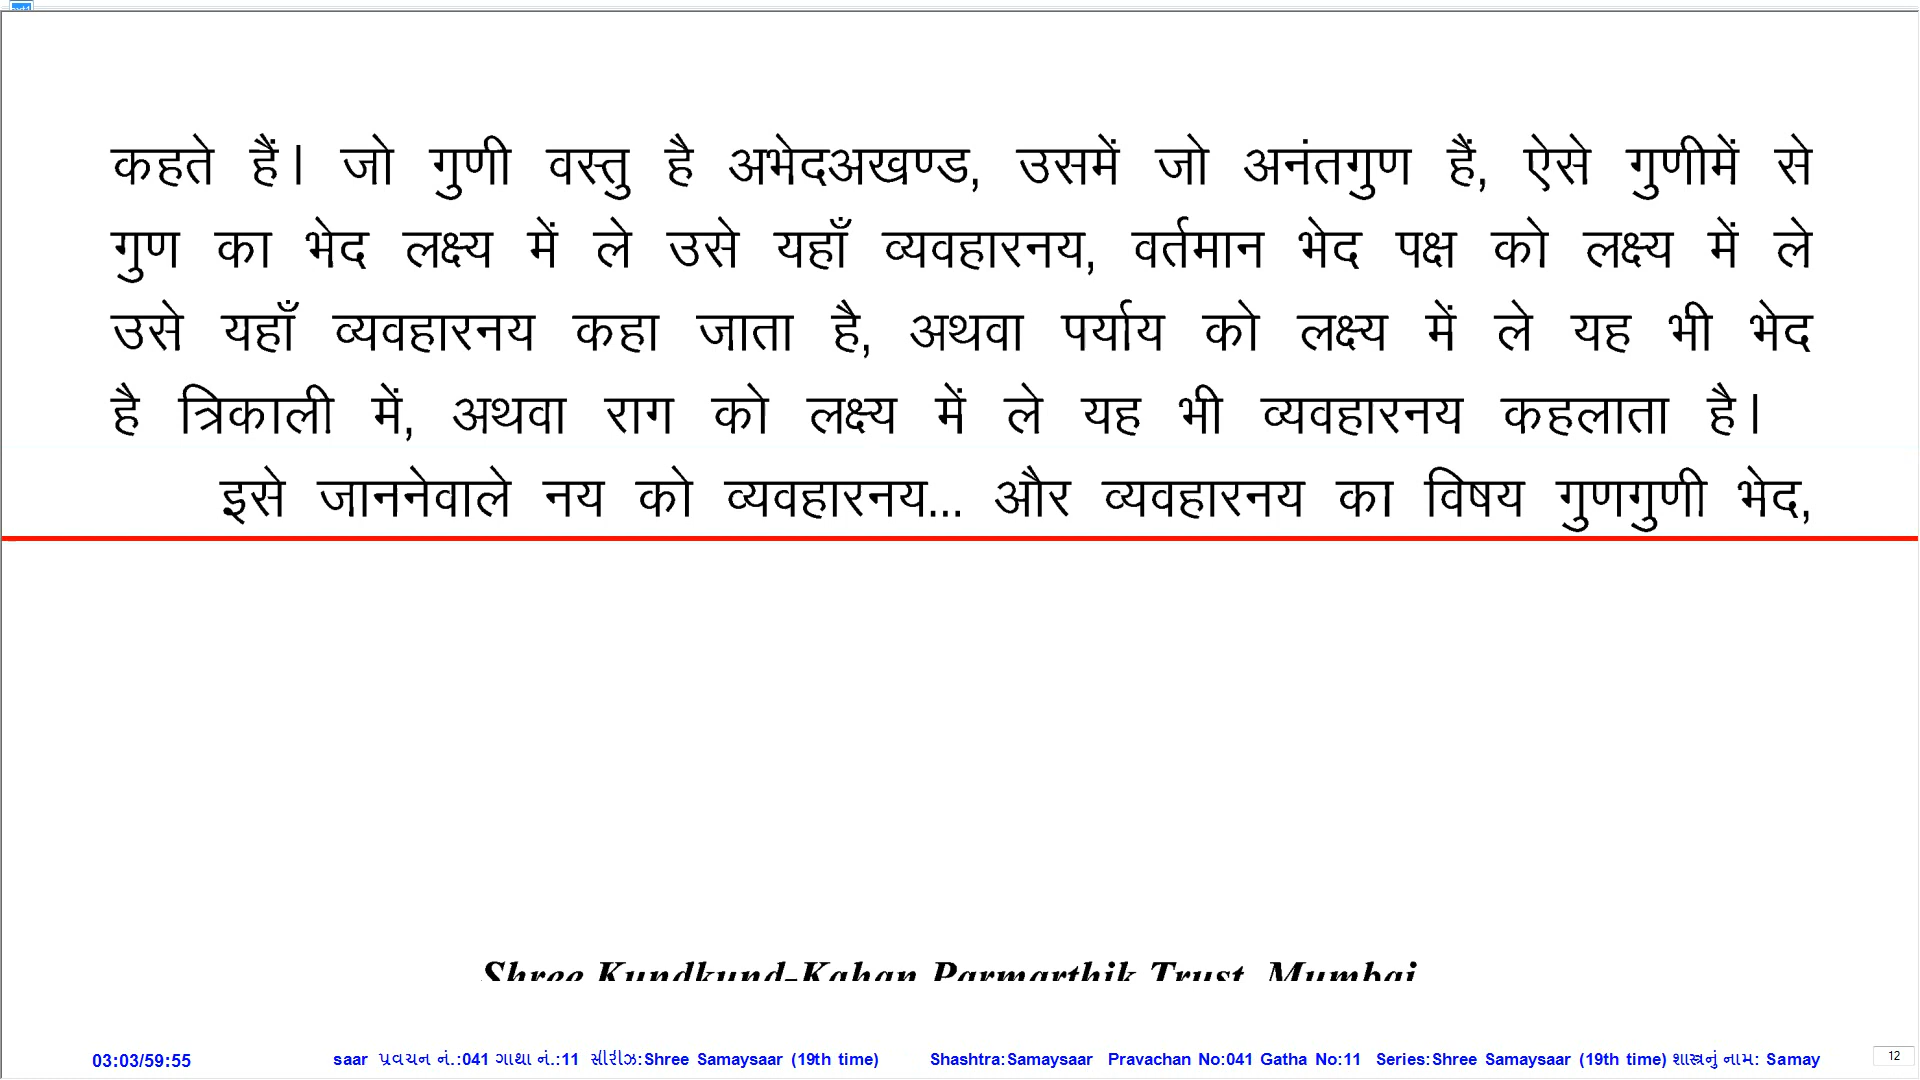 कहते हैं। जो गुणी वस्तु है अभेदअखण्ड, उसमें जो अनंतगुण हैं, ऐसे गुणीमें से
गुण का भेद लक्ष्य में ले उसे यहाँ व्यवहारनय, वर्तमान भेद पक्ष को लक्ष्य में ले
उसे यहाँ व्यवहारनय कहा जाता है, अथवा पर्याय को लक्ष्य में ले यह भी भेद
है त्रिकाली में, अथवा राग को लक्ष्य में ले यह भी व्यवहारनय कहलाता है।
इसे जाननेवाले नय को व्यवहारनय... और व्यवहारनय का विषय गुणगुणी भेद,
Shree Kundkund-Kahan Parmarthik Trust, Mumbai
03:03/59:55 saar પ્રવચન નં.:041 ગાથા નં.:11 સીરીઝ:Shree Samaysaar (19th time) Shashtra:Samaysaar Pravachan No:041 Gatha No:11 Series:Shree Samaysaar (19th time) શાસ્ત્રનું નામ: Samay 12